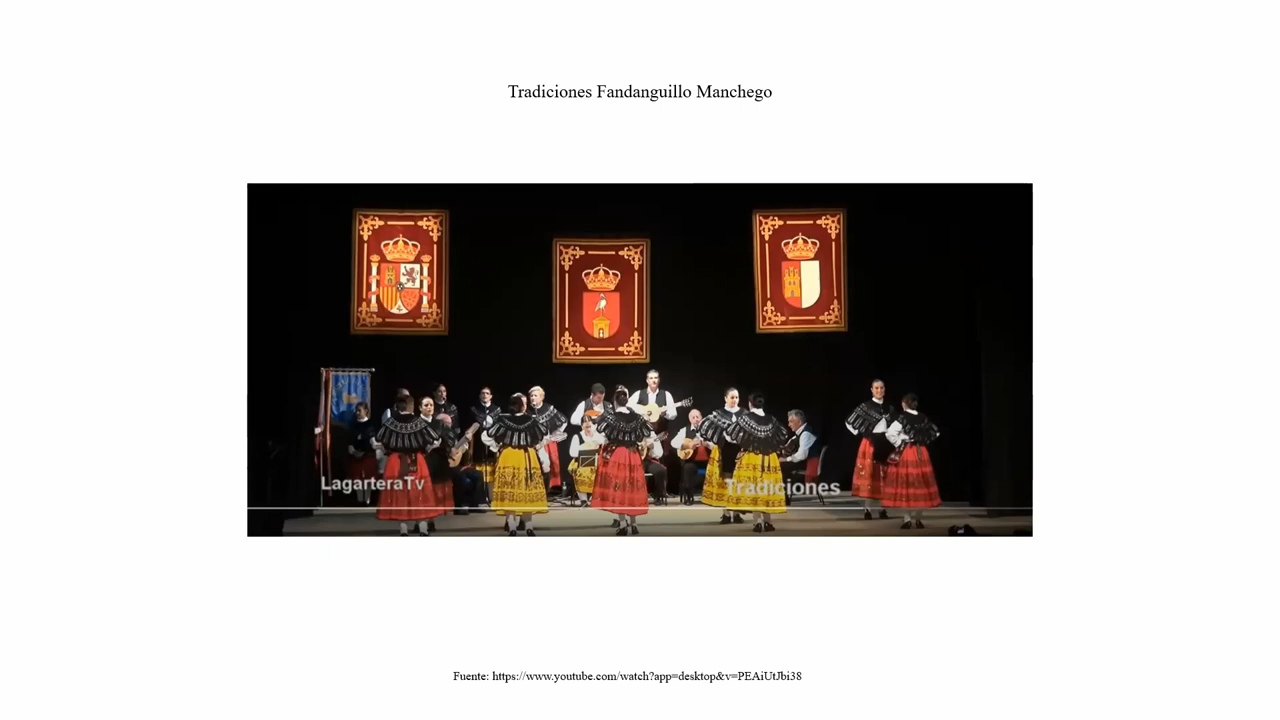 Tradiciones Fandanguillo Manchego
LagarteraTv
Tradiciones
Fuente: https://www.youtube.com/watch?app=desktop&v=PEAiUtJbi38